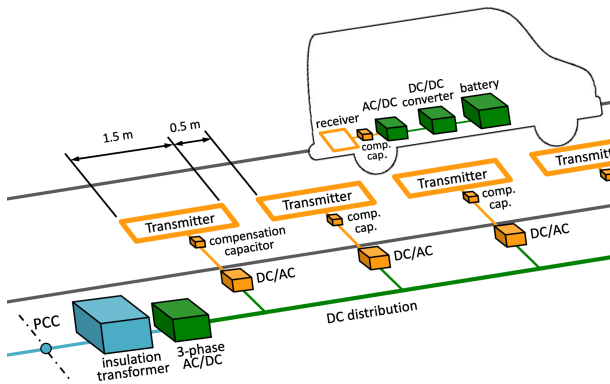 battery
DC/DC
converter
AC/DC
receiver
comp.
cap.
1.5 m
0.5 m
Transmitter
Transmitter
Transmitter
Transmitt
compensation
capacitor
comp.
cap.
comp.
cap.
DC/AC
DC/AC
DC/AC
DC distribution
PCC
insulation
transformer
3-phase
AC/DC